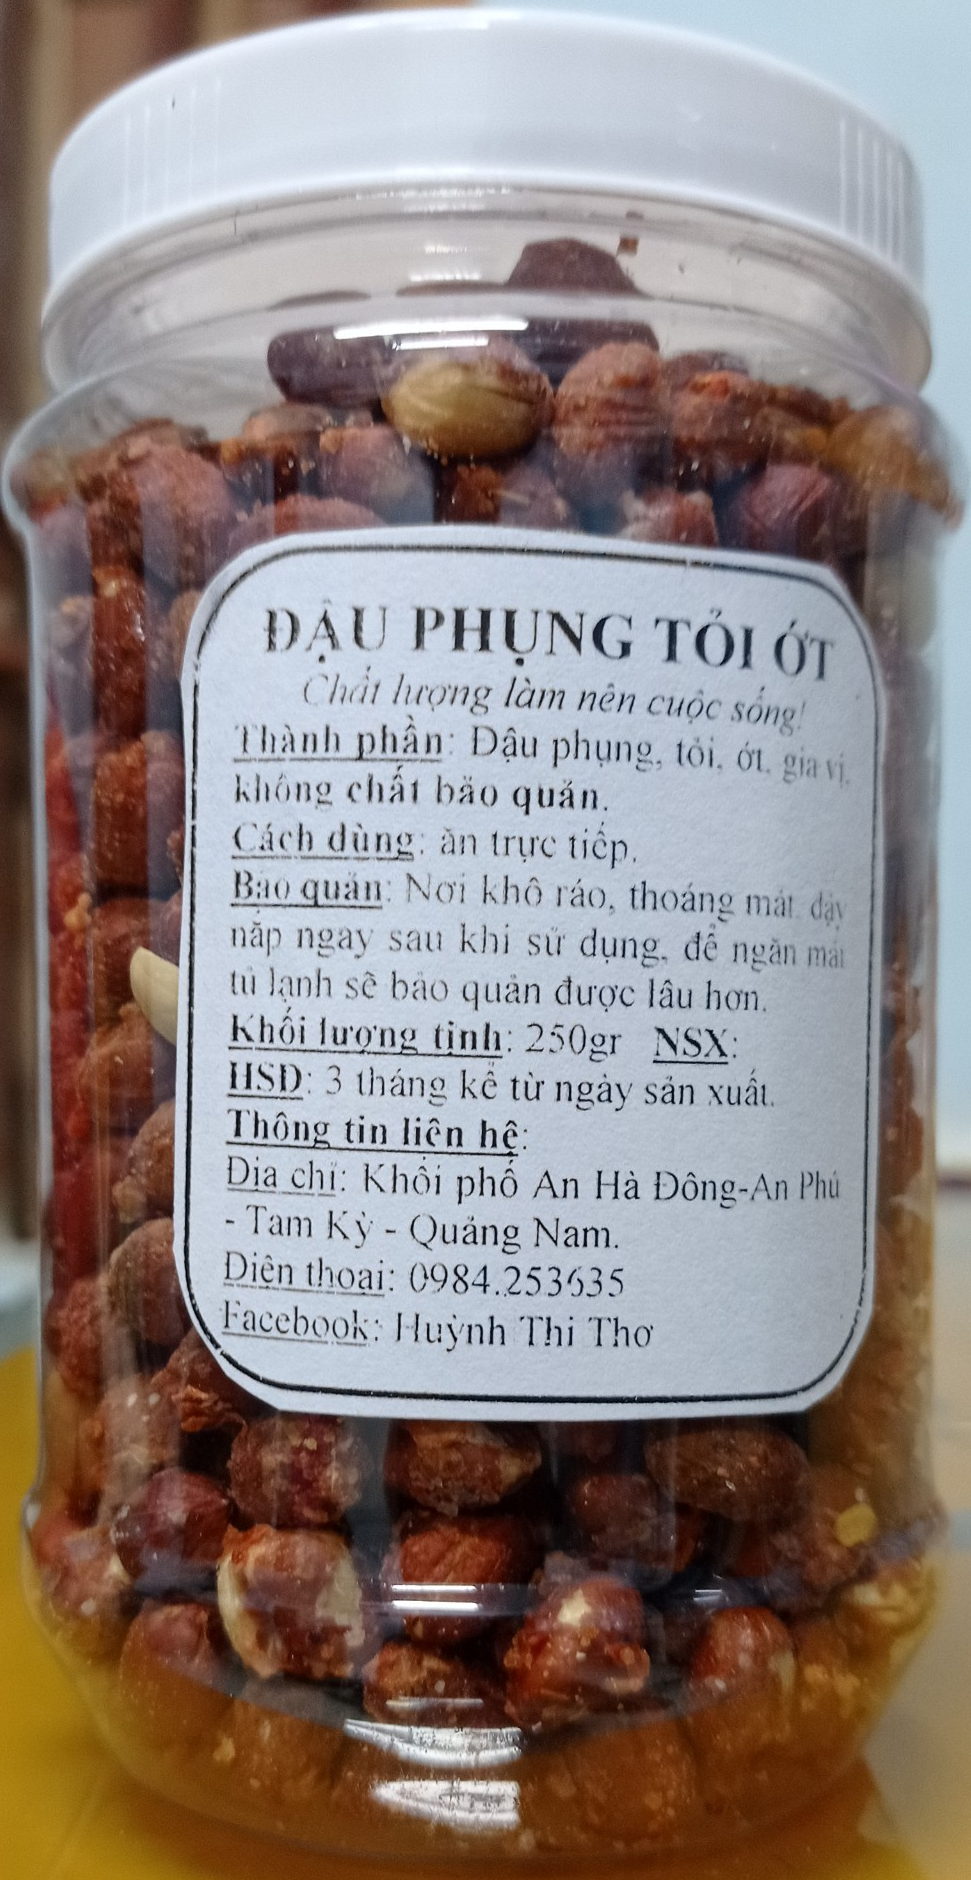 ĐẬU PHỤNG TỎI ỚT
Chất lượng làm nên cuộc sống!
Thành phần: Đậu phụng, tỏi, ớt, gia vị,
không chất bảo quản.
Cách dùng: ăn trực tiếp.
Bảo quản: Nơi khô ráo, thoáng mát, đậy
nắp ngay sau khi sử dụng, để ngăn mát
tủ lạnh sẽ bảo quản được lâu hơn.
Khối lượng tịnh: 250gr NSX:
HSD: 3 tháng kể từ ngày sản xuất.
Thông tin liên hệ:
Địa chỉ: Khối phố An Hà Đông-An Phú
- Tam Kỳ - Quảng Nam.
Điện thoại: 0984.253635
Facebook: Huỳnh Thi Thơ